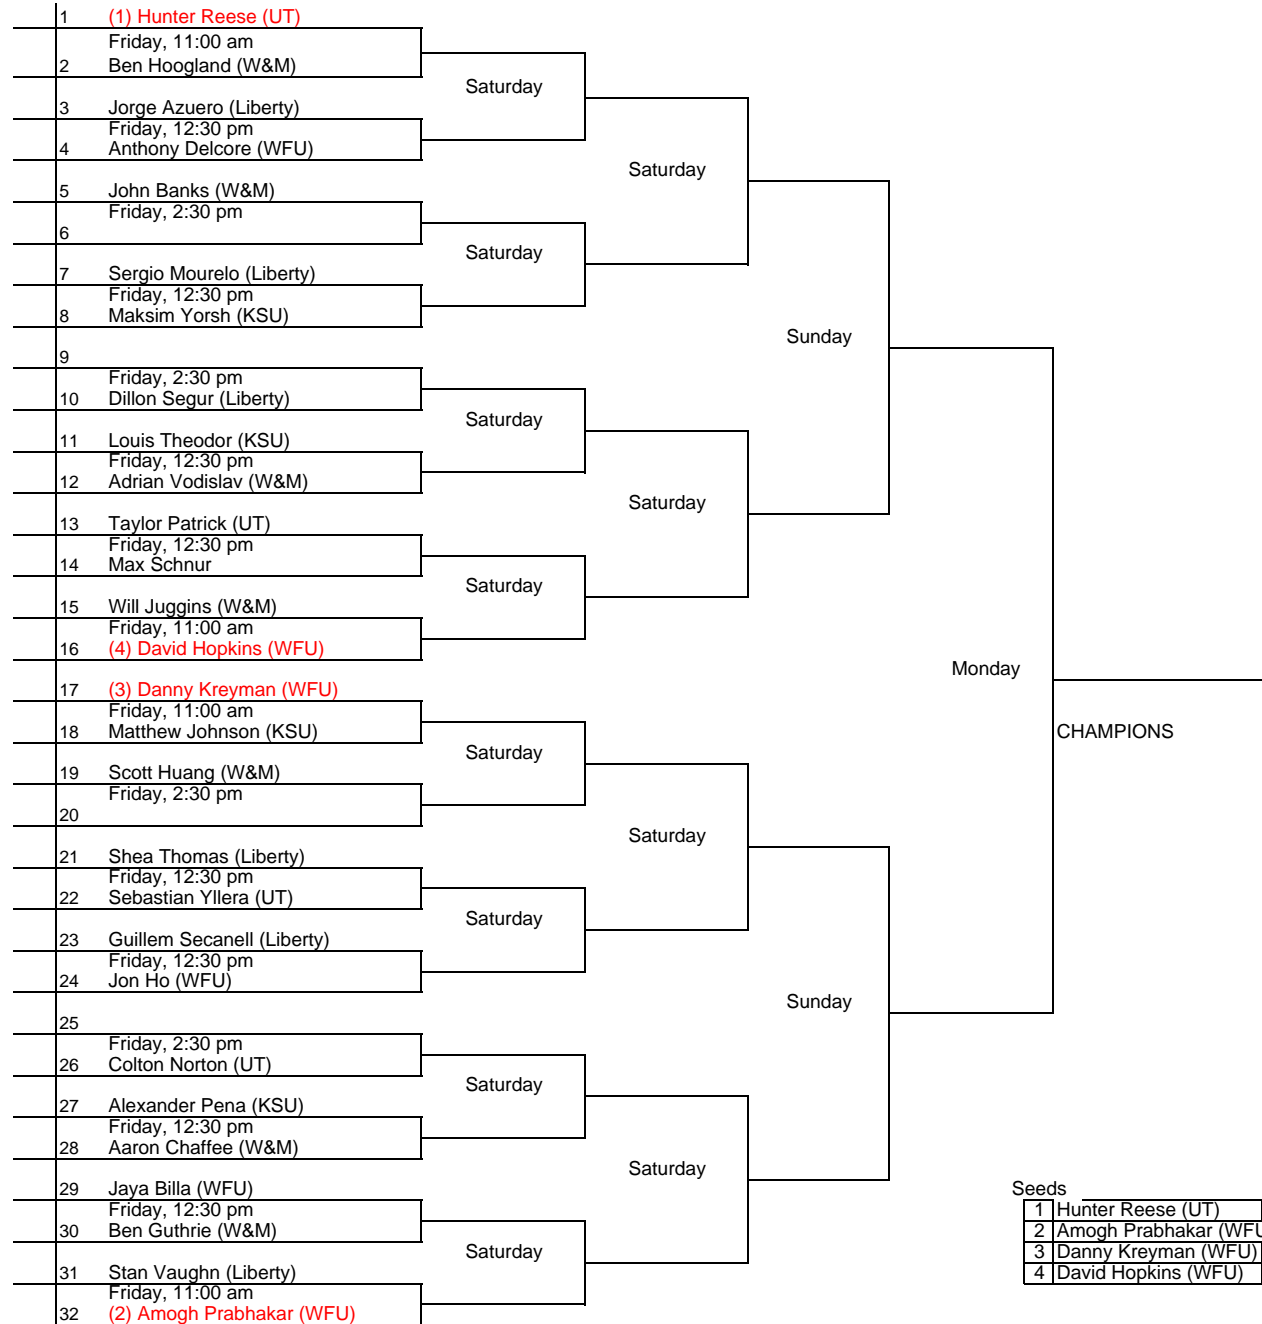 1 (1) Hunter Reese (UT)
Friday, 11:00 am
2 Ben Hoogland (W&M)
Saturday
3 Jorge Azuero (Liberty)
Friday, 12:30 pm
4 Anthony Delcore (WFU)
Saturday
5 John Banks (W&M)
Friday, 2:30 pm
6
Saturday
7 Sergio Mourelo (Liberty)
Friday, 12:30 pm
8 Maksim Yorsh (KSU)
Sunday
9
Friday, 2:30 pm
10 Dillon Segur (Liberty)
Saturday
11 Louis Theodor (KSU)
Friday, 12:30 pm
12 Adrian Vodislav (W&M)
Saturday
13 Taylor Patrick (UT)
Friday, 12:30 pm
14 Max Schnur
Saturday
15 Will Juggins (W&M)
Friday, 11:00 am
16 (4) David Hopkins (WFU)
Monday
17 (3) Danny Kreyman (WFU)
Friday, 11:00 am
18 Matthew Johnson (KSU)
CHAMPIONS
Saturday
19 Scott Huang (W&M)
Friday, 2:30 pm
20
Saturday
21 Shea Thomas (Liberty)
Friday, 12:30 pm
22 Sebastian Yllera (UT)
Saturday
23 Guillem Secanell (Liberty)
Friday, 12:30 pm
24 Jon Ho (WFU)
Sunday
25
Friday, 2:30 pm
26 Colton Norton (UT)
Saturday
27 Alexander Pena (KSU)
Friday, 12:30 pm
28 Aaron Chaffee (W&M)
Saturday
29 Jaya Billa (WFU)
Friday, 12:30 pm
30 Ben Guthrie (W&M)
Saturday
31 Stan Vaughn (Liberty)
Friday, 11:00 am
32 (2) Amogh Prabhakar (WFU)
Seeds
1 Hunter Reese (UT)
2 Amogh Prabhakar (WFU
3 Danny Kreyman (WFU)
4 David Hopkins (WFU)